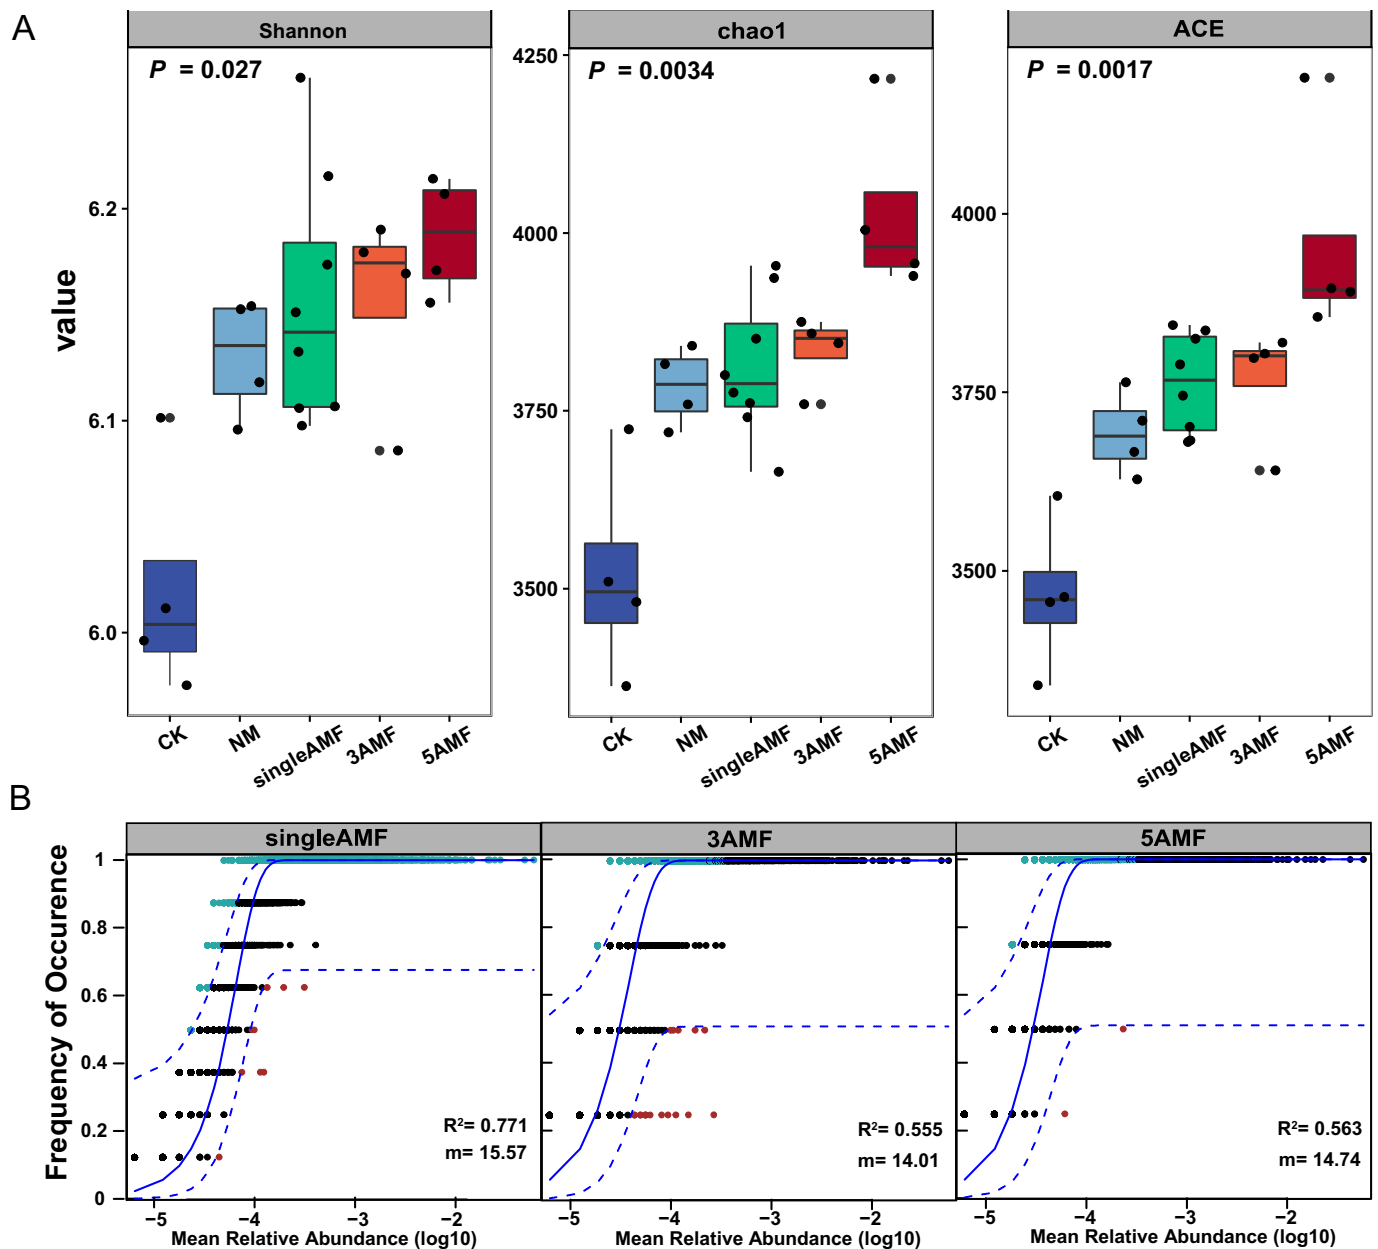 A
Shannon
chao1
ACE
P = 0.027
P = 0.0034
P = 0.0017
value
6.2
6.1
6.0
4250
4000
3750
3500
4000
3750
3500
CK
NM
singleAMF
3AMF
5AMF
CK
NM
singleAMF
3AMF
5AMF
CK
NM
singleAMF
3AMF
5AMF
B
singleAMF
3AMF
5AMF
Frequency of Occurence
1
0.8
0.6
0.4
0.2
0
R²= 0.771
m= 15.57
R²= 0.555
m= 14.01
R²= 0.563
m= 14.74
−5
−4
−3
−2
−5
−4
−3
−2
−5
−4
−3
−2
Mean Relative Abundance (log10)
Mean Relative Abundance (log10)
Mean Relative Abundance (log10)